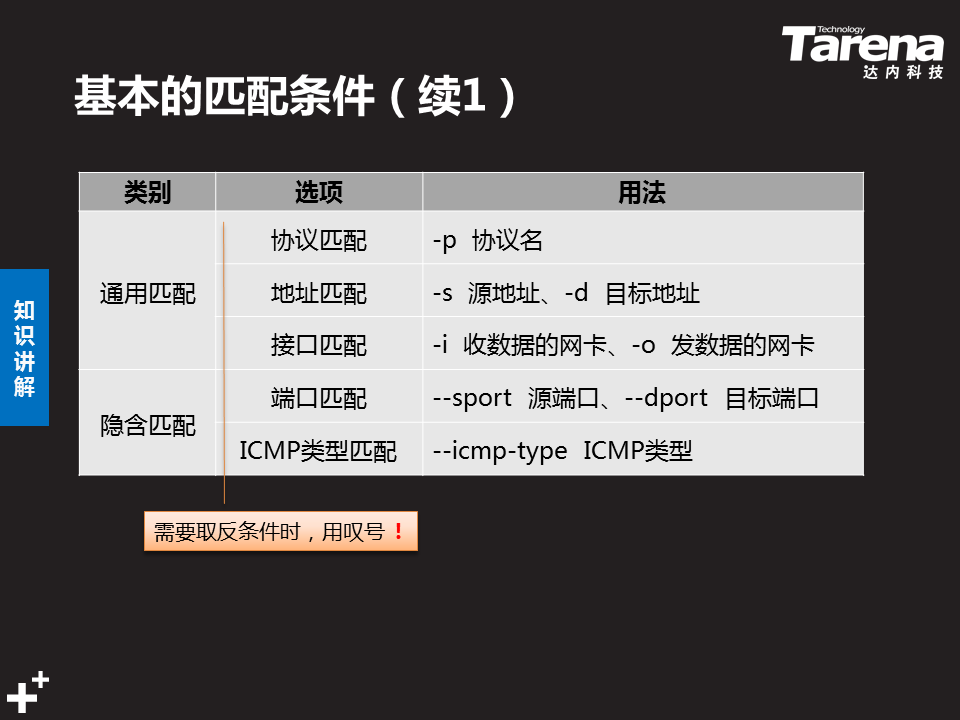 Technology
Tarena
达内科技
基本的匹配条件（续1）
类别 选项 用法
通用匹配
协议匹配 -p 协议名
地址匹配 -s 源地址、-d 目标地址
接口匹配 -i 收数据的网卡、-o 发数据的网卡
隐含匹配
端口匹配 --sport 源端口、--dport 目标端口
ICMP类型匹配 --icmp-type ICMP类型
知
识
讲
解
需要取反条件时，用叹号！